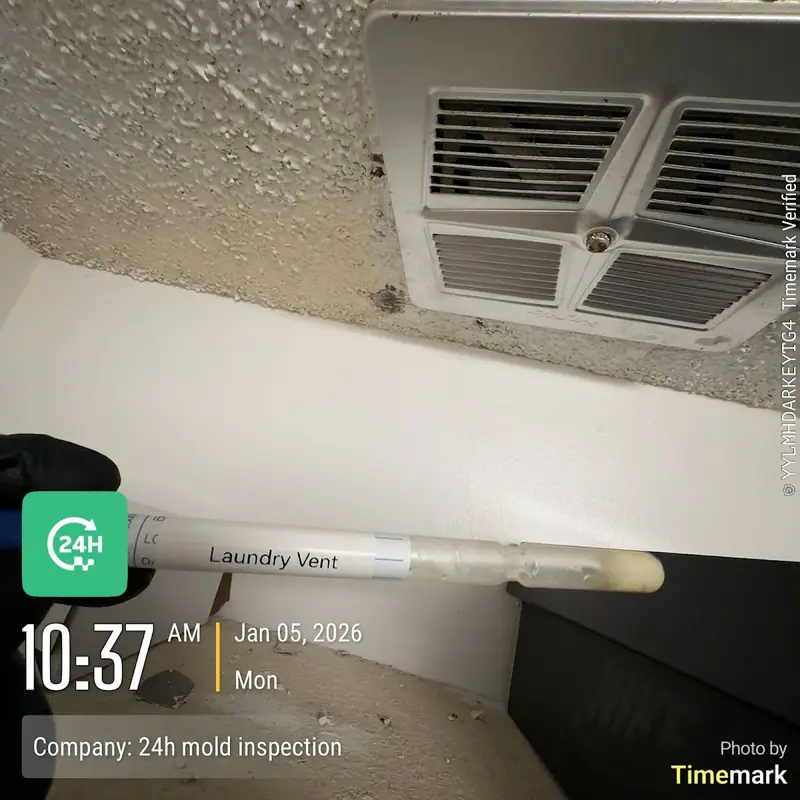 Laundry Vent
24H
10:37 AM
Jan 05, 2026
Mon
Company: 24h mold inspection
Photo by
Timemark
© YYLMHDARKEYTG4 Timemark Verified